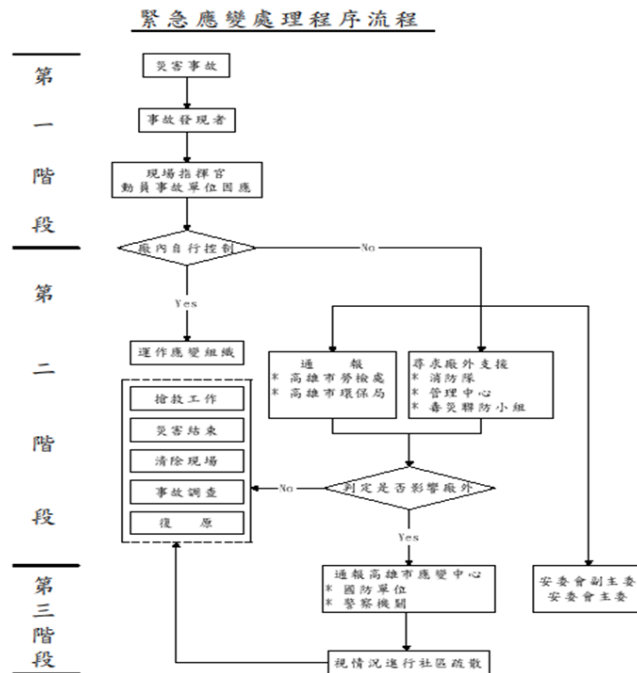 緊急應變處理程序流程
第一階段
災害事故
事故發現者
現場指揮官
動員事故單位因應
廠內自行控制
No
Yes
第二階段
運作應變組織
搶救工作
災害結束
清除現場
事故調查
復原
通報
* 高雄市勞檢處
* 高雄市環保局
尋求廠外支援
* 消防隊
* 管理中心
* 毒災聯防小組
判定是否影響廠外
No
Yes
第三階段
通報高雄市應變中心
* 國防單位
* 警察機關
安委會副主委
安委會主委
視情況進行社區疏散